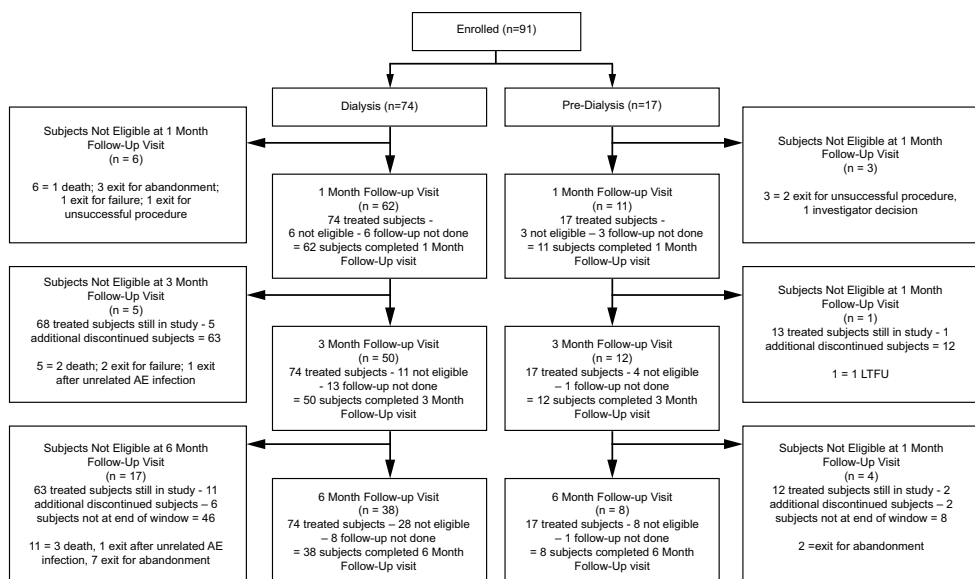 Enrolled (n=91)
Dialysis (n=74)
Pre-Dialysis (n=17)
Subjects Not Eligible at 1 Month
Follow-Up Visit
(n = 6)
6 = 1 death; 3 exit for abandonment;
1 exit for failure; 1 exit for
unsuccessful procedure
1 Month Follow-up Visit
(n = 62)
74 treated subjects -
6 not eligible - 6 follow-up not done
= 62 subjects completed 1 Month
Follow-up visit
1 Month Follow-up Visit
(n = 11)
17 treated subjects -
3 not eligible – 3 follow-up not done
= 11 subjects completed 1 Month
Follow-up visit
Subjects Not Eligible at 1 Month
Follow-Up Visit
(n = 3)
3 = 2 exit for unsuccessful procedure,
1 investigator decision
Subjects Not Eligible at 3 Month
Follow-Up Visit
(n = 5)
68 treated subjects still in study - 5
additional discontinued subjects = 63
5 = 2 death; 2 exit for failure; 1 exit
after unrelated AE infection
3 Month Follow-up Visit
(n = 50)
74 treated subjects - 11 not eligible
- 13 follow-up not done
= 50 subjects completed 3 Month
Follow-Up visit
3 Month Follow-up Visit
(n = 12)
17 treated subjects - 4 not eligible
– 1 follow-up not done
= 12 subjects completed 3 Month
Follow-Up visit
Subjects Not Eligible at 1 Month
Follow-Up Visit
(n = 1)
13 treated subjects still in study - 1
additional discontinued subjects = 12
1 = 1 LTFU
Subjects Not Eligible at 6 Month
Follow-Up Visit
(n = 17)
63 treated subjects still in study - 11
additional discontinued subjects – 6
subjects not at end of window = 46
11 = 3 death, 1 exit after unrelated AE
infection, 7 exit for abandonment
6 Month Follow-up Visit
(n = 38)
74 treated subjects – 28 not eligible
– 8 follow-up not done
= 38 subjects completed 6 Month
Follow-Up visit
6 Month Follow-up Visit
(n = 8)
17 treated subjects - 8 not eligible
– 1 follow-up not done
= 8 subjects completed 6 Month
Follow-Up visit
Subjects Not Eligible at 1 Month
Follow-Up Visit
(n = 4)
12 treated subjects still in study - 2
additional discontinued subjects – 2
subjects not at end of window = 8
2 =exit for abandonment